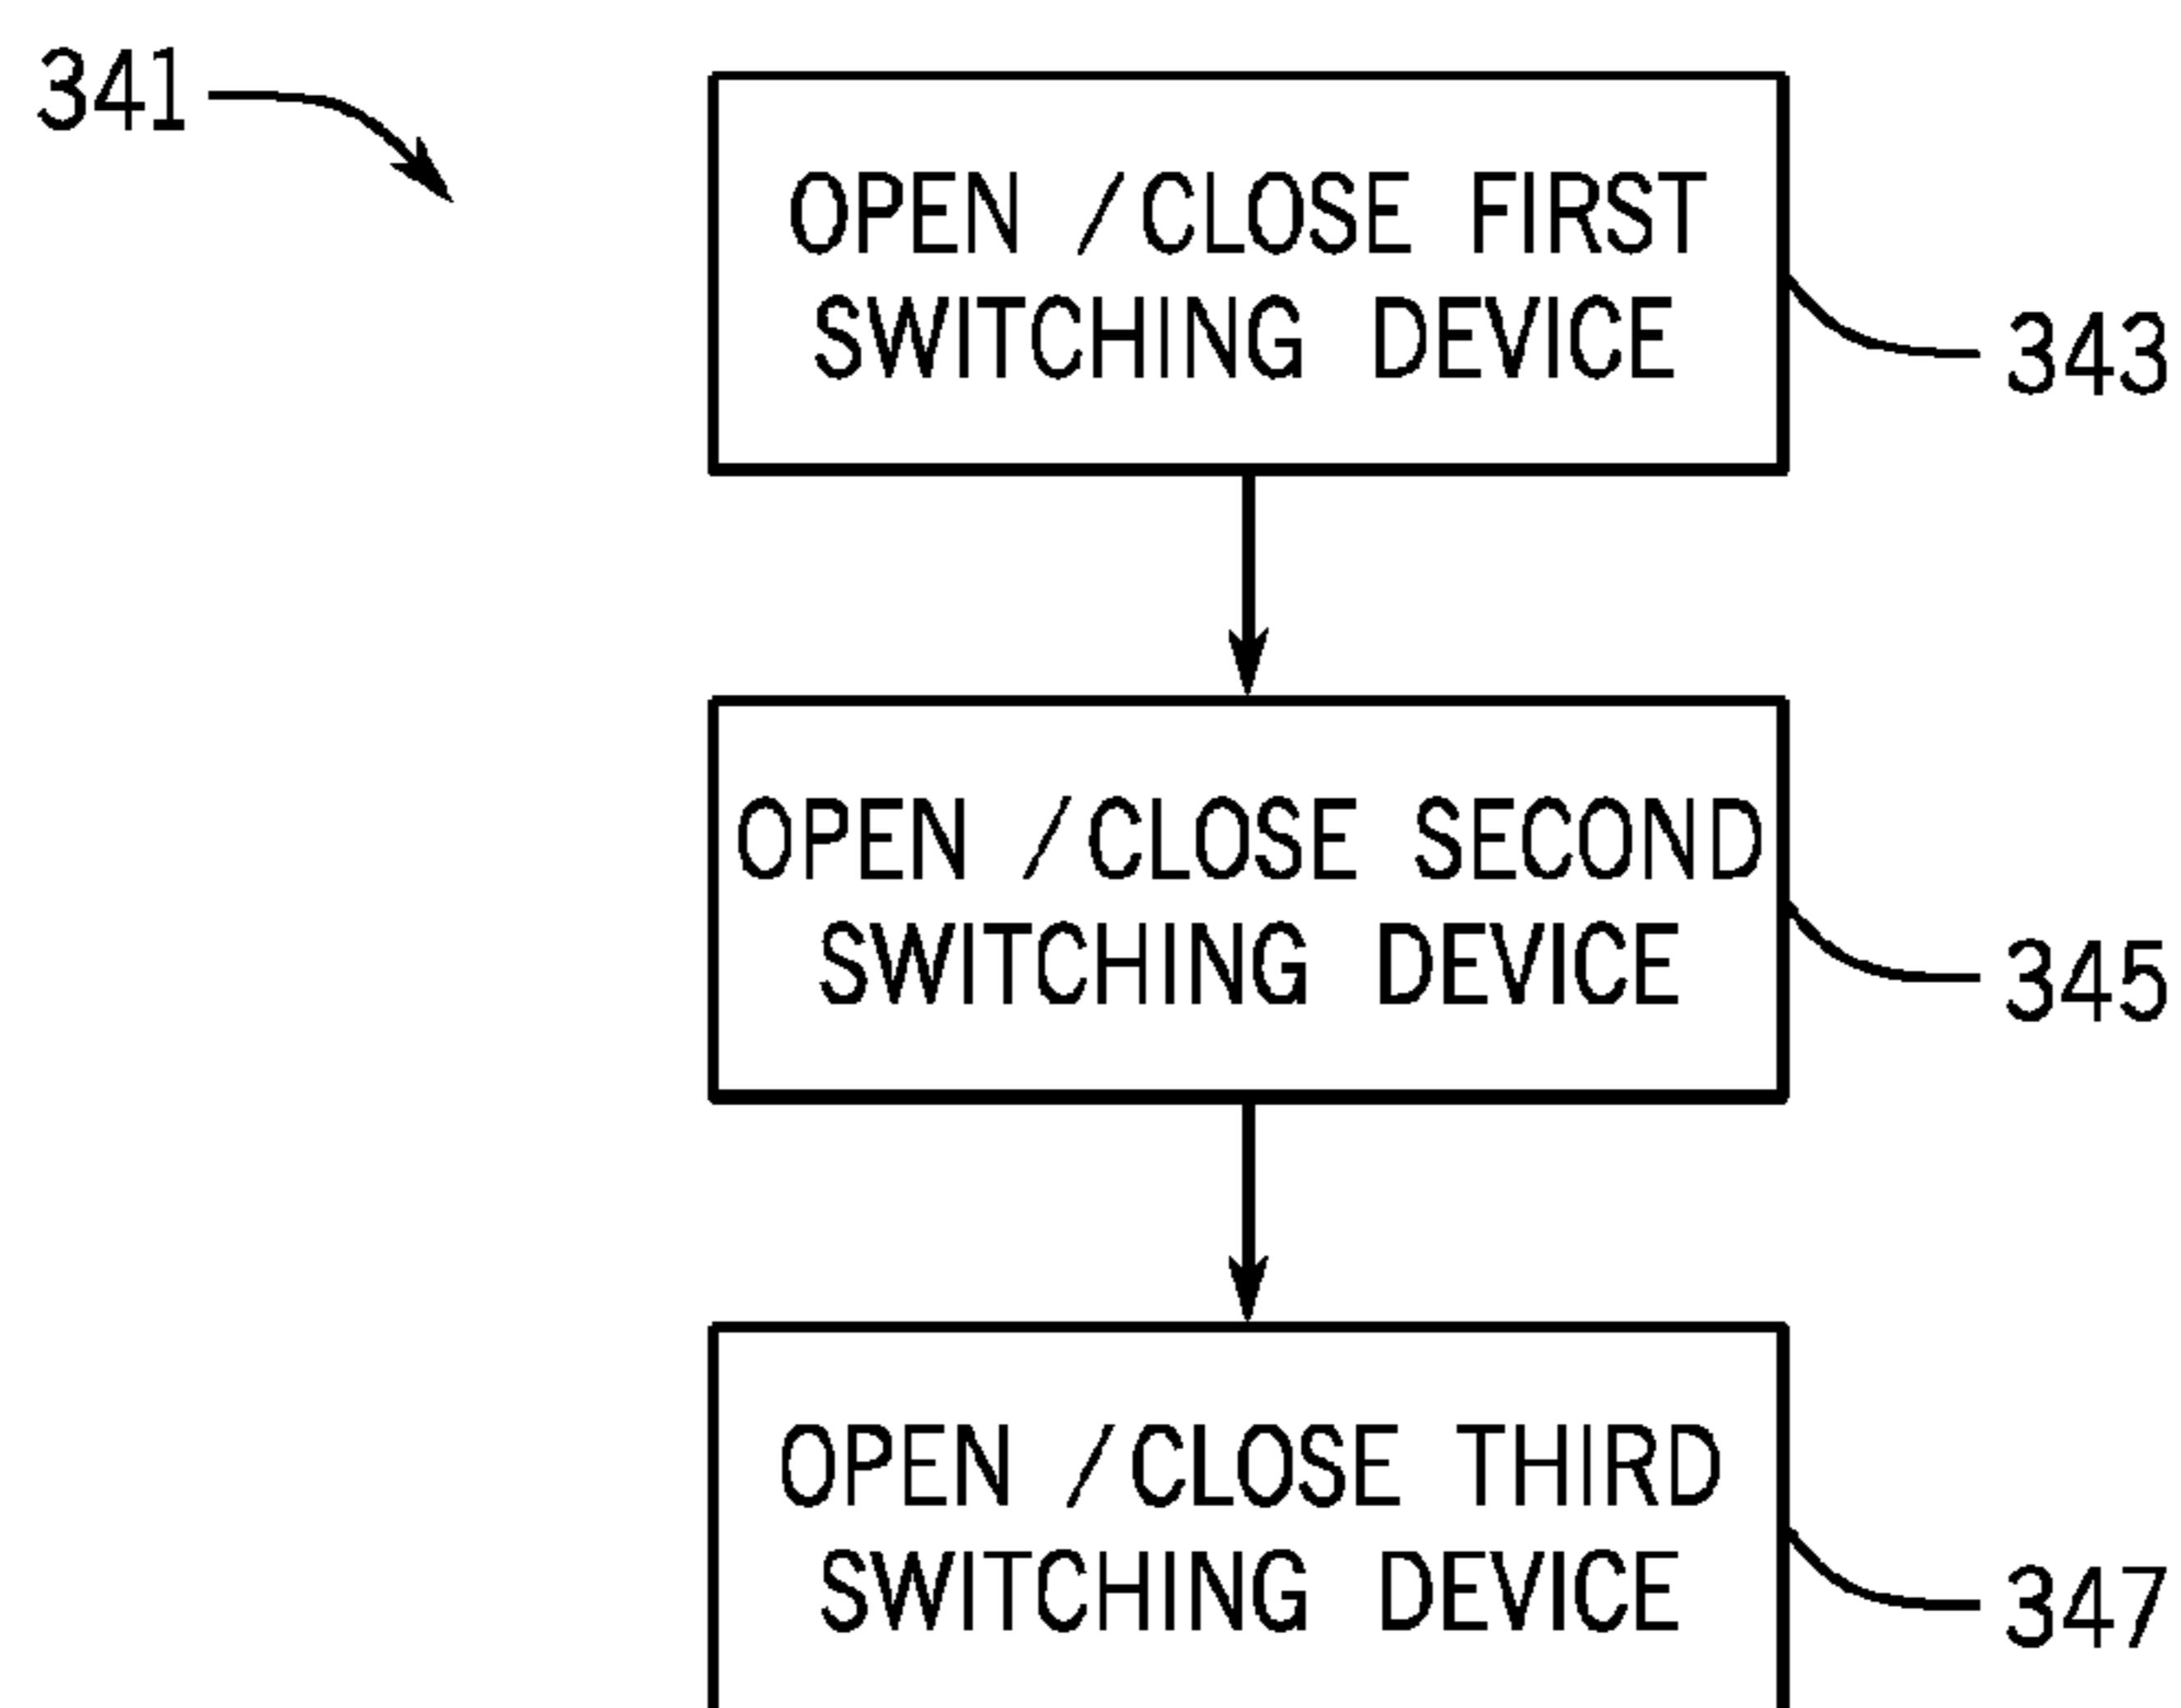 341
OPEN /CLOSE FIRST
SWITCHING DEVICE
343
OPEN /CLOSE SECOND
SWITCHING DEVICE
345
OPEN /CLOSE THIRD
SWITCHING DEVICE
347